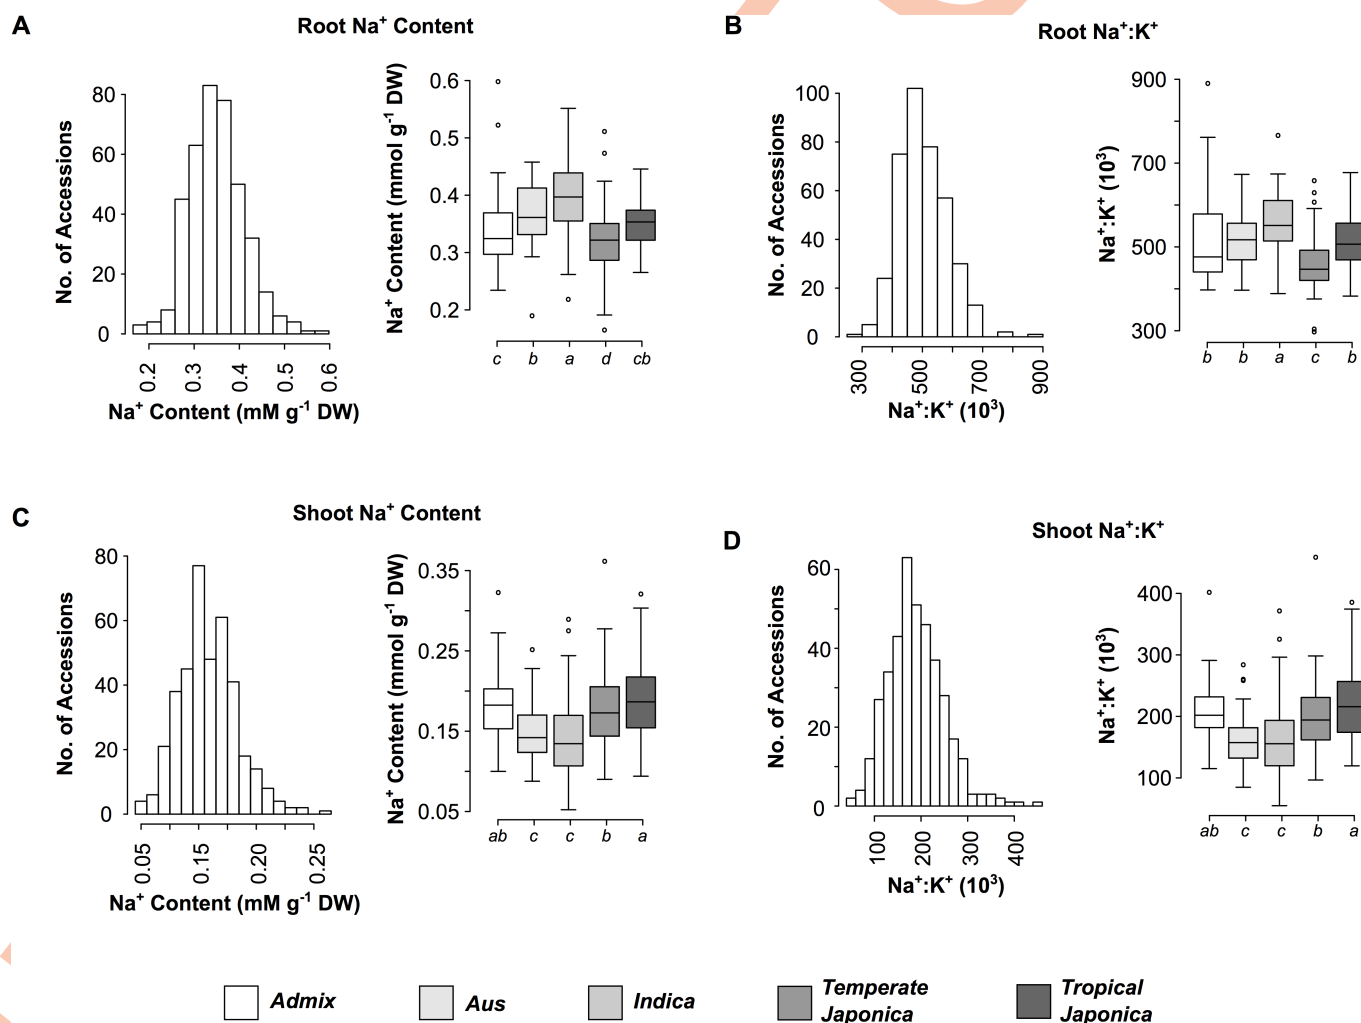 A
Root Na⁺ Content
No. of Accessions
80
60
40
20
0
0.2
0.3
0.4
0.5
0.6
Na⁺ Content (mM g⁻¹ DW)
Na⁺ Content (mmol g⁻¹ DW)
0.6
0.5
0.4
0.3
0.2
c b a d cb
B
Root Na⁺:K⁺
No. of Accessions
100
80
60
40
20
0
300
500
700
900
Na⁺:K⁺ (10³)
Na⁺:K⁺ (10³)
900
700
500
300
b b a c b
C
Shoot Na⁺ Content
No. of Accessions
80
60
40
20
0
0.05
0.15
0.20
0.25
Na⁺ Content (mM g⁻¹ DW)
Na⁺ Content (mmol g⁻¹ DW)
0.35
0.25
0.15
0.05
ab c c b a
D
Shoot Na⁺:K⁺
No. of Accessions
60
40
20
0
100
200
300
400
Na⁺:K⁺ (10³)
Na⁺:K⁺ (10³)
400
300
200
100
ab c c b a
Admix
Aus
Indica
Temperate
Japonica
Tropical
Japonica